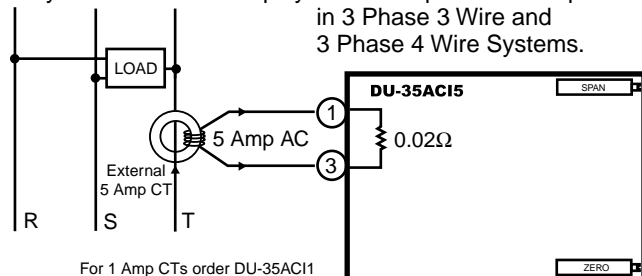 in 3 Phase 3 Wire and
3 Phase 4 Wire Systems.
LOAD
DU-35ACI5
SPAN
1
5 Amp AC
0.02Ω
3
External
5 Amp CT
R
S
T
For 1 Amp CTs order DU-35ACI1
ZERO